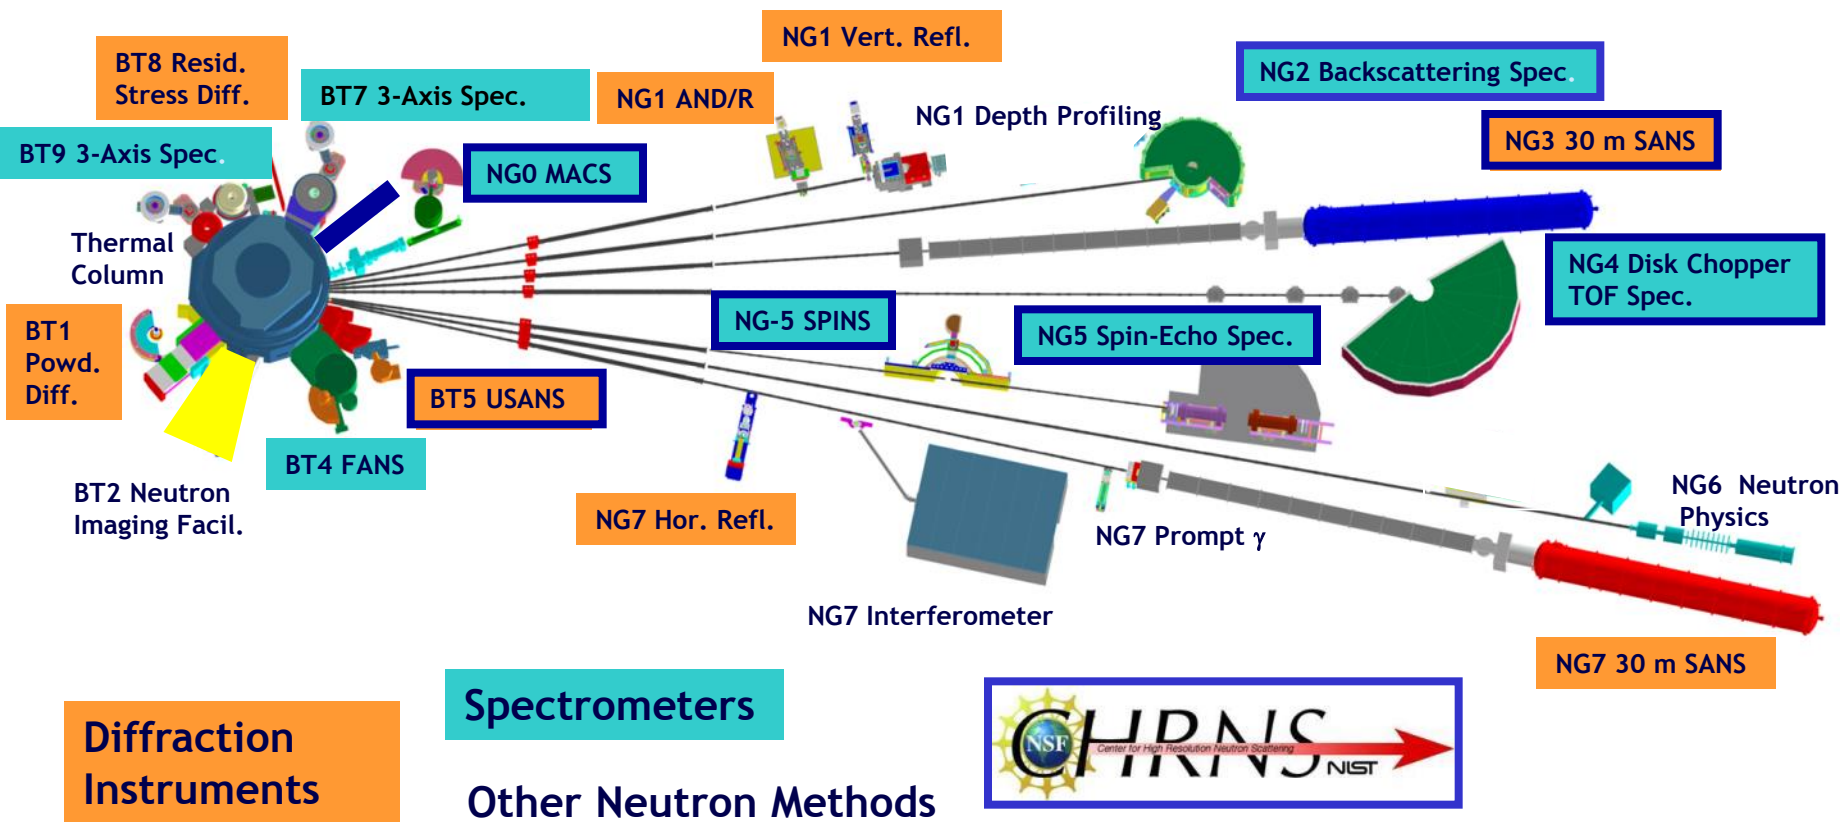 NG1 Vert. Refl.
BT8 Resid.
Stress Diff.
BT7 3-Axis Spec.
NG1 AND/R
NG2 Backscattering Spec.
NG1 Depth Profiling
NG3 30 m SANS
BT9 3-Axis Spec.
NG0 MACS
Thermal
Column
NG4 Disk Chopper
TOF Spec.
NG-5 SPINS
NG5 Spin-Echo Spec.
BT1
Powd.
Diff.
BT5 USANS
BT4 FANS
BT2 Neutron
Imaging Facil.
NG7 Hor. Refl.
NG6 Neutron
Physics
NG7 Prompt γ
NG7 Interferometer
NG7 30 m SANS
Diffraction
Instruments
Spectrometers
Other Neutron Methods
NSF
CHRNS
Center for High Resolution Neutron Scattering
NIST